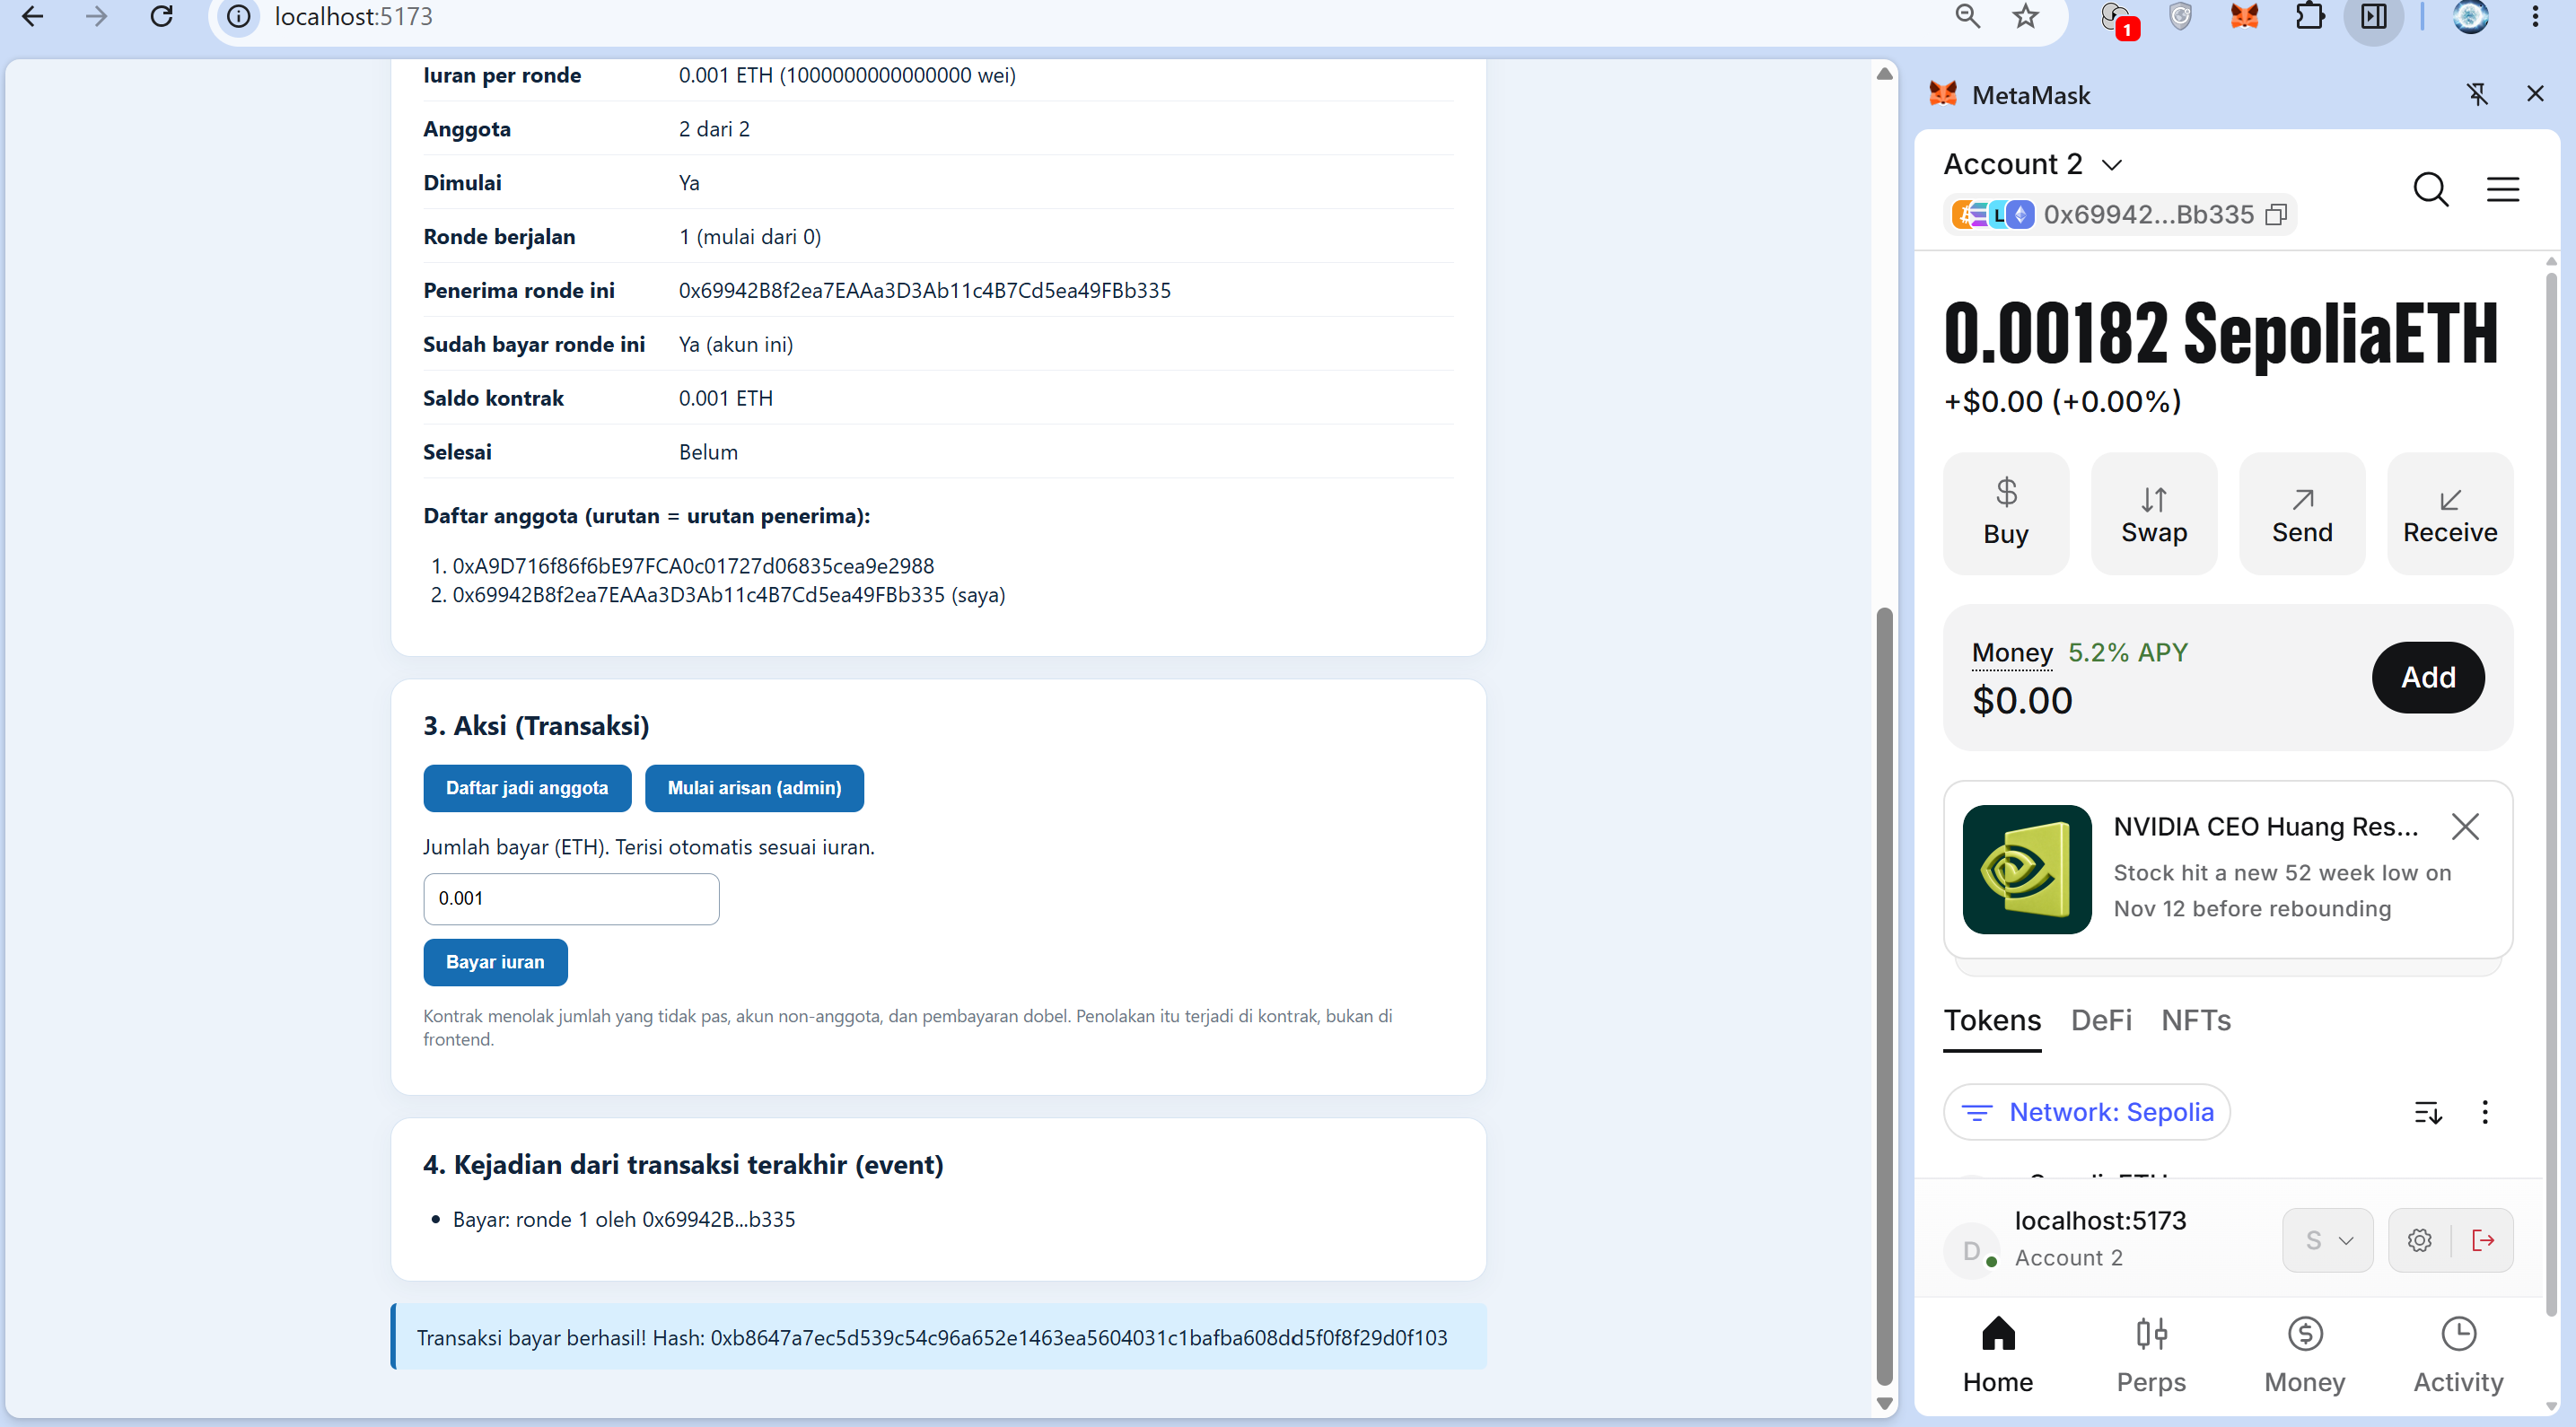 localhost:5173
1
Iuran per ronde 0.001 ETH (1000000000000000 wei)
Anggota 2 dari 2
Dimulai Ya
Ronde berjalan 1 (mulai dari 0)
Penerima ronde ini 0x69942B8f2ea7EAAa3D3Ab11c4B7Cd5ea49FBb335
Sudah bayar ronde ini Ya (akun ini)
Saldo kontrak 0.001 ETH
Selesai Belum
Daftar anggota (urutan = urutan penerima):
1. 0xA9D716f86f6bE97FCA0c01727d06835cea9e2988
2. 0x69942B8f2ea7EAAa3D3Ab11c4B7Cd5ea49FBb335 (saya)
3. Aksi (Transaksi)
Daftar jadi anggota Mulai arisan (admin)
Jumlah bayar (ETH). Terisi otomatis sesuai iuran.
0.001
Bayar iuran
Kontrak menolak jumlah yang tidak pas, akun non-anggota, dan pembayaran dobel. Penolakan itu terjadi di kontrak, bukan di
frontend.
4. Kejadian dari transaksi terakhir (event)
• Bayar: ronde 1 oleh 0x69942B...b335
Transaksi bayar berhasil! Hash: 0xb8647a7ec5d539c54c96a652e1463ea5604031c1bafba608dd5f0f8f29d0f103
MetaMask
Account 2
0x69942...Bb335
0.00182 SepoliaETH
+$0.00 (+0.00%)
Buy Swap Send Receive
Money 5.2% APY
$0.00
Add
NVIDIA CEO Huang Res...
Stock hit a new 52 week low on
Nov 12 before rebounding
Tokens DeFi NFTs
Network: Sepolia
D
localhost:5173
Account 2
S
Home Perps Money Activity